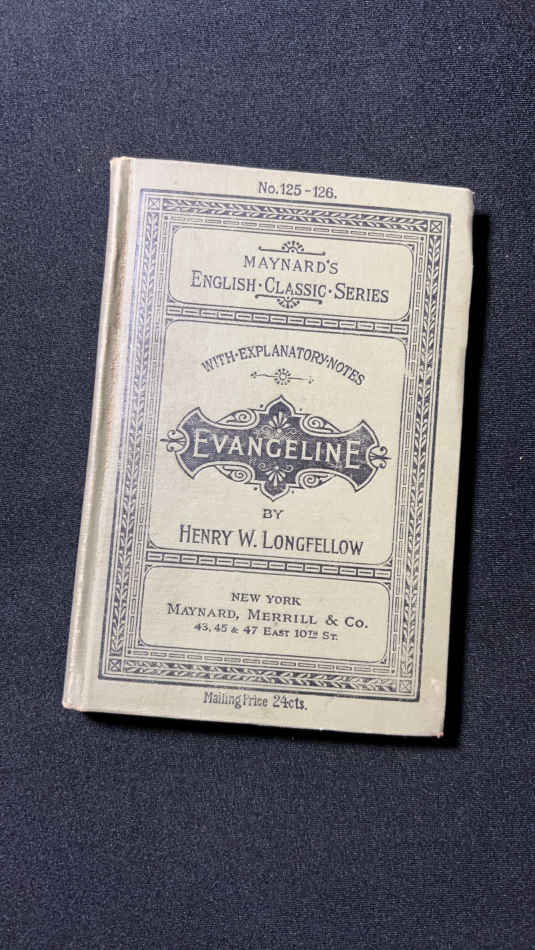 No. 125 - 126.
MAYNARD'S
ENGLISH · CLASSIC · SERIES
WITH · EXPLANATORY · NOTES
EVANGELINE
BY
HENRY W. LONGFELLOW
NEW YORK
MAYNARD, MERRILL & CO.
43, 45 & 47 EAST 10TH ST.
Mailing Price 24cts.